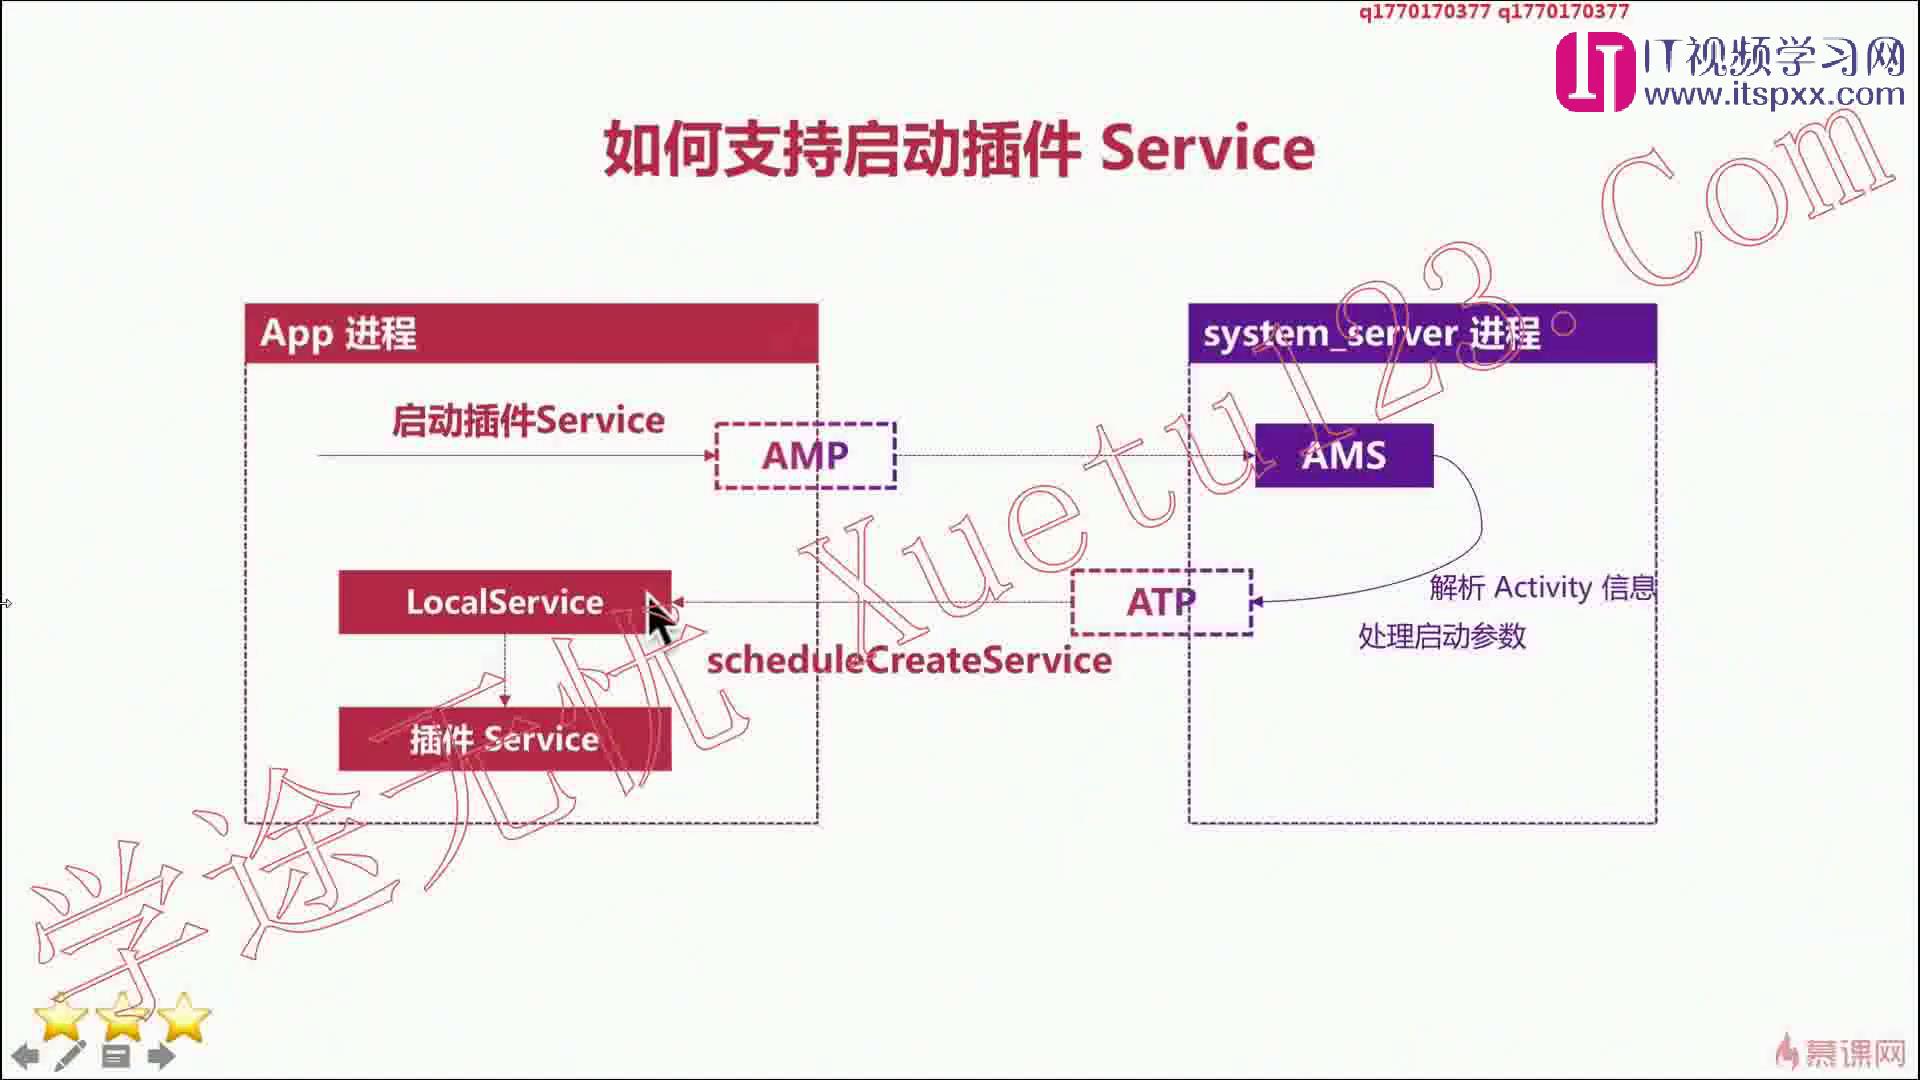 q1770170377 q1770170377
IT视频学习网
www.itspxx.com
如何支持启动插件 Service
App 进程
system_server 进程
启动插件Service
AMP
AMS
LocalService
ATP
解析 Activity 信息
处理启动参数
scheduleCreateService
插件 Service
学途无忧 Xuetu123。Com
慕课网